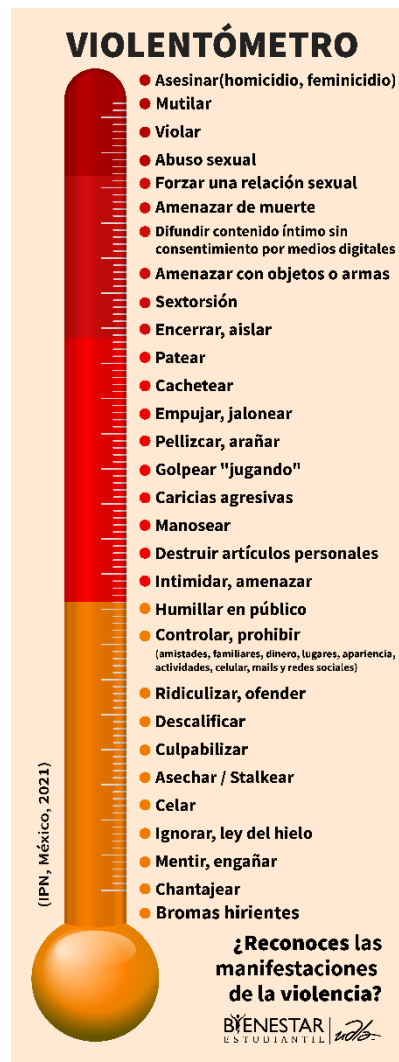 VIOLENTÓMETRO
Asesinar(homicidio, feminicidio)
Mutilar
Violar
Abuso sexual
Forzar una relación sexual
Amenazar de muerte
Difundir contenido íntimo sin
consentimiento por medios digitales
Amenazar con objetos o armas
Sextorsión
Encerrar, aislar
Patear
Cachetear
Empujar, jalonear
Pellizcar, arañar
Golpear "jugando"
Caricias agresivas
Manosear
Destruir artículos personales
Intimidar, amenazar
Humillar en público
Controlar, prohibir
(amistades, familiares, dinero, lugares, apariencia,
actividades, celular, mails y redes sociales)
Ridiculizar, ofender
Descalificar
Culpabilizar
Asechar / Stalkear
Celar
Ignorar, ley del hielo
Mentir, engañar
Chantajear
Bromas hirientes
(IPN, México, 2021)
¿Reconoces las
manifestaciones
de la violencia?
BIENESTAR
ESTUDIANTIL
udla